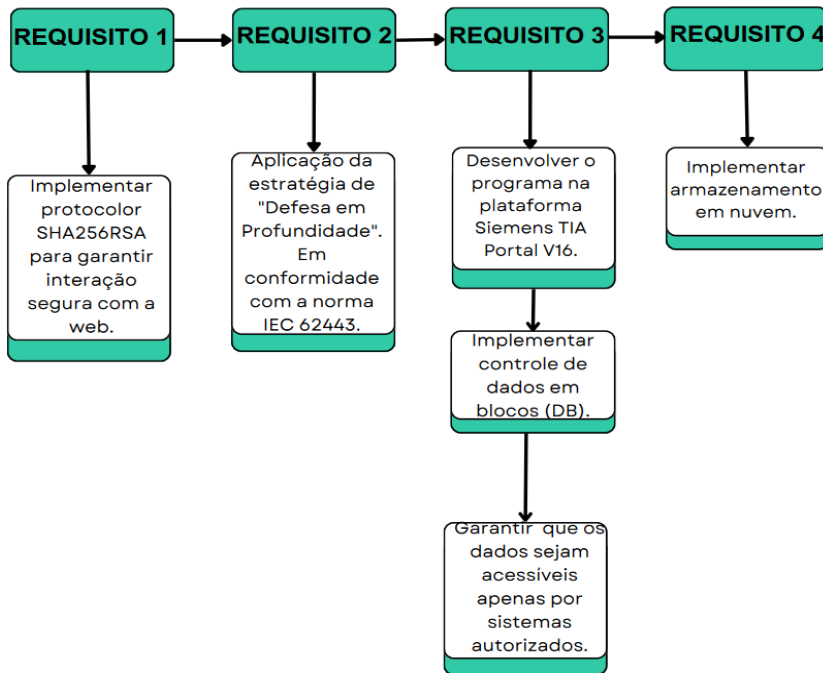 REQUISITO 1
REQUISITO 2
REQUISITO 3
REQUISITO 4
Implementar
protocolor
SHA256RSA
para garantir
interação
segura com a
web.
Aplicação da
estratégia de
"Defesa em
Profundidade".
Em
conformidade
com a norma
IEC 62443.
Desenvolver o
programa na
plataforma
Siemens TIA
Portal V16.
Implementar
controle de
dados em
blocos (DB).
Garantir que os
dados sejam
acessíveis
apenas por
sistemas
autorizados.
Implementar
armazenamento
em nuvem.